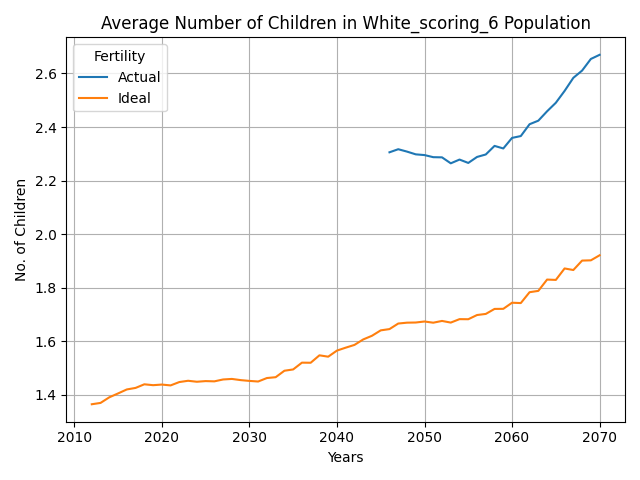 Average Number of Children in White_scoring_6 Population
Fertility
Actual
Ideal
No. of Children
2.6
2.4
2.2
2.0
1.8
1.6
1.4
2010 2020 2030 2040 2050 2060 2070
Years